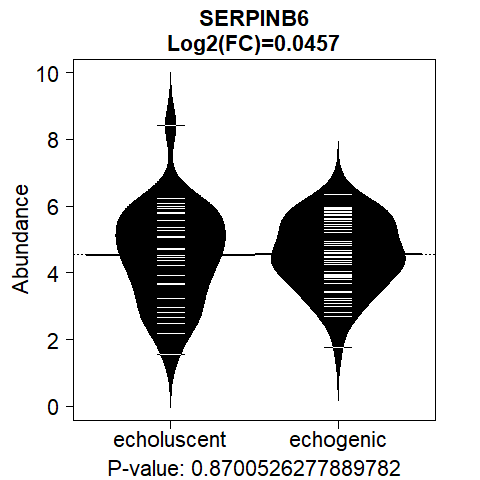 SERPINB6
Log2(FC)=0.0457
Abundance
10
8
6
4
2
0
echoluscent
echogenic
P-value: 0.8700526277889782